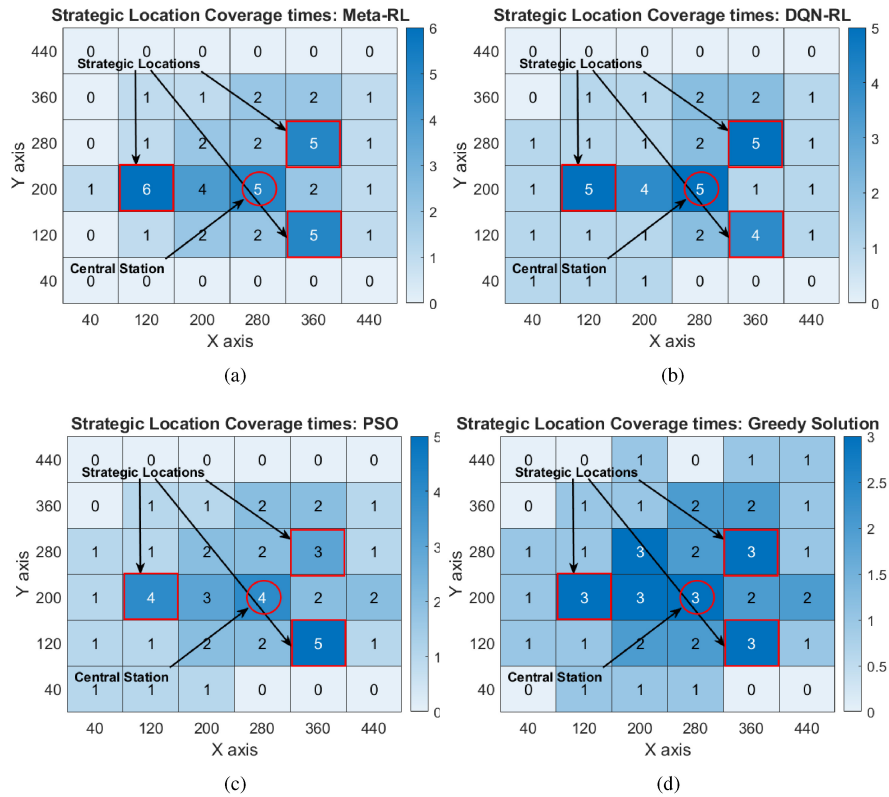 Strategic Location Coverage times: Meta-RL
440 0 0 0 0 0 0
Strategic Locations
360 0 1 1 2 2 1
280 0 1 2 2 5 1
200 1 6 4 5 2 1
120 0 1 2 2 5 1
Central Station
40 0 0 0 0 0 0
40 120 200 280 360 440
X axis
Y axis
6
5
4
3
2
1
0
(a)
Strategic Location Coverage times: DQN-RL
440 0 0 0 0 0 0
Strategic Locations
360 0 1 1 2 2 1
280 1 1 1 2 5 1
200 1 5 4 5 1 1
120 1 1 1 2 4 1
Central Station
40 1 1 1 0 0 0
40 120 200 280 360 440
X axis
Y axis
5
4
3
2
1
0
(b)
Strategic Location Coverage times: PSO
440 0 0 0 0 0 0
Strategic Locations
360 0 1 1 2 2 1
280 1 1 2 2 3 1
200 1 4 3 4 2 2
120 1 1 2 2 5 1
Central Station
40 1 1 1 0 0 0
40 120 200 280 360 440
X axis
Y axis
5
4
3
2
1
0
(c)
Strategic Location Coverage times: Greedy Solution
440 0 0 1 0 1 1
Strategic Locations
360 0 1 1 2 2 1
280 1 1 3 2 3 1
200 1 3 3 3 2 2
120 1 1 2 2 3 1
Central Station
40 0 1 1 1 0 0
40 120 200 280 360 440
X axis
Y axis
3
2.5
2
1.5
1
0.5
0
(d)